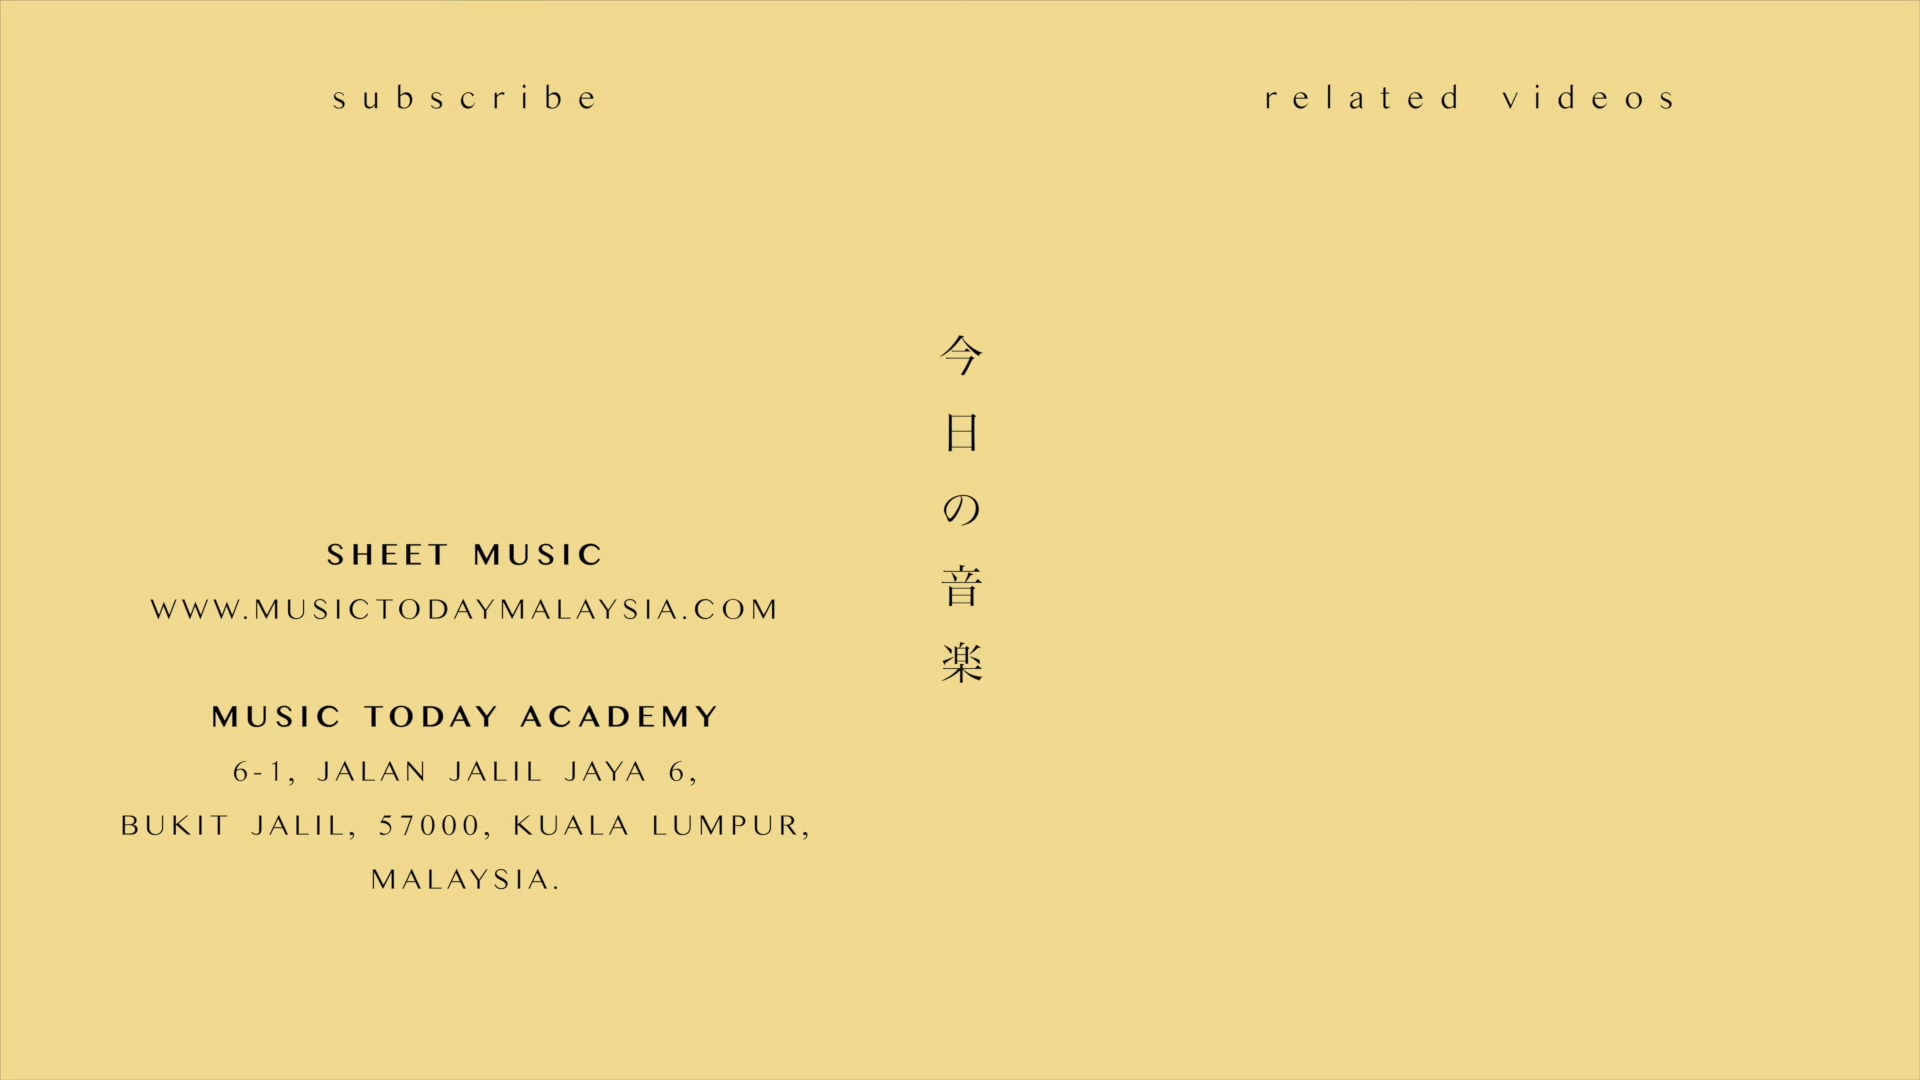 subscribe
related videos
今日の音楽
SHEET MUSIC
WWW.MUSICTODAYMALAYSIA.COM
MUSIC TODAY ACADEMY
6-1, JALAN JALIL JAYA 6,
BUKIT JALIL, 57000, KUALA LUMPUR,
MALAYSIA.